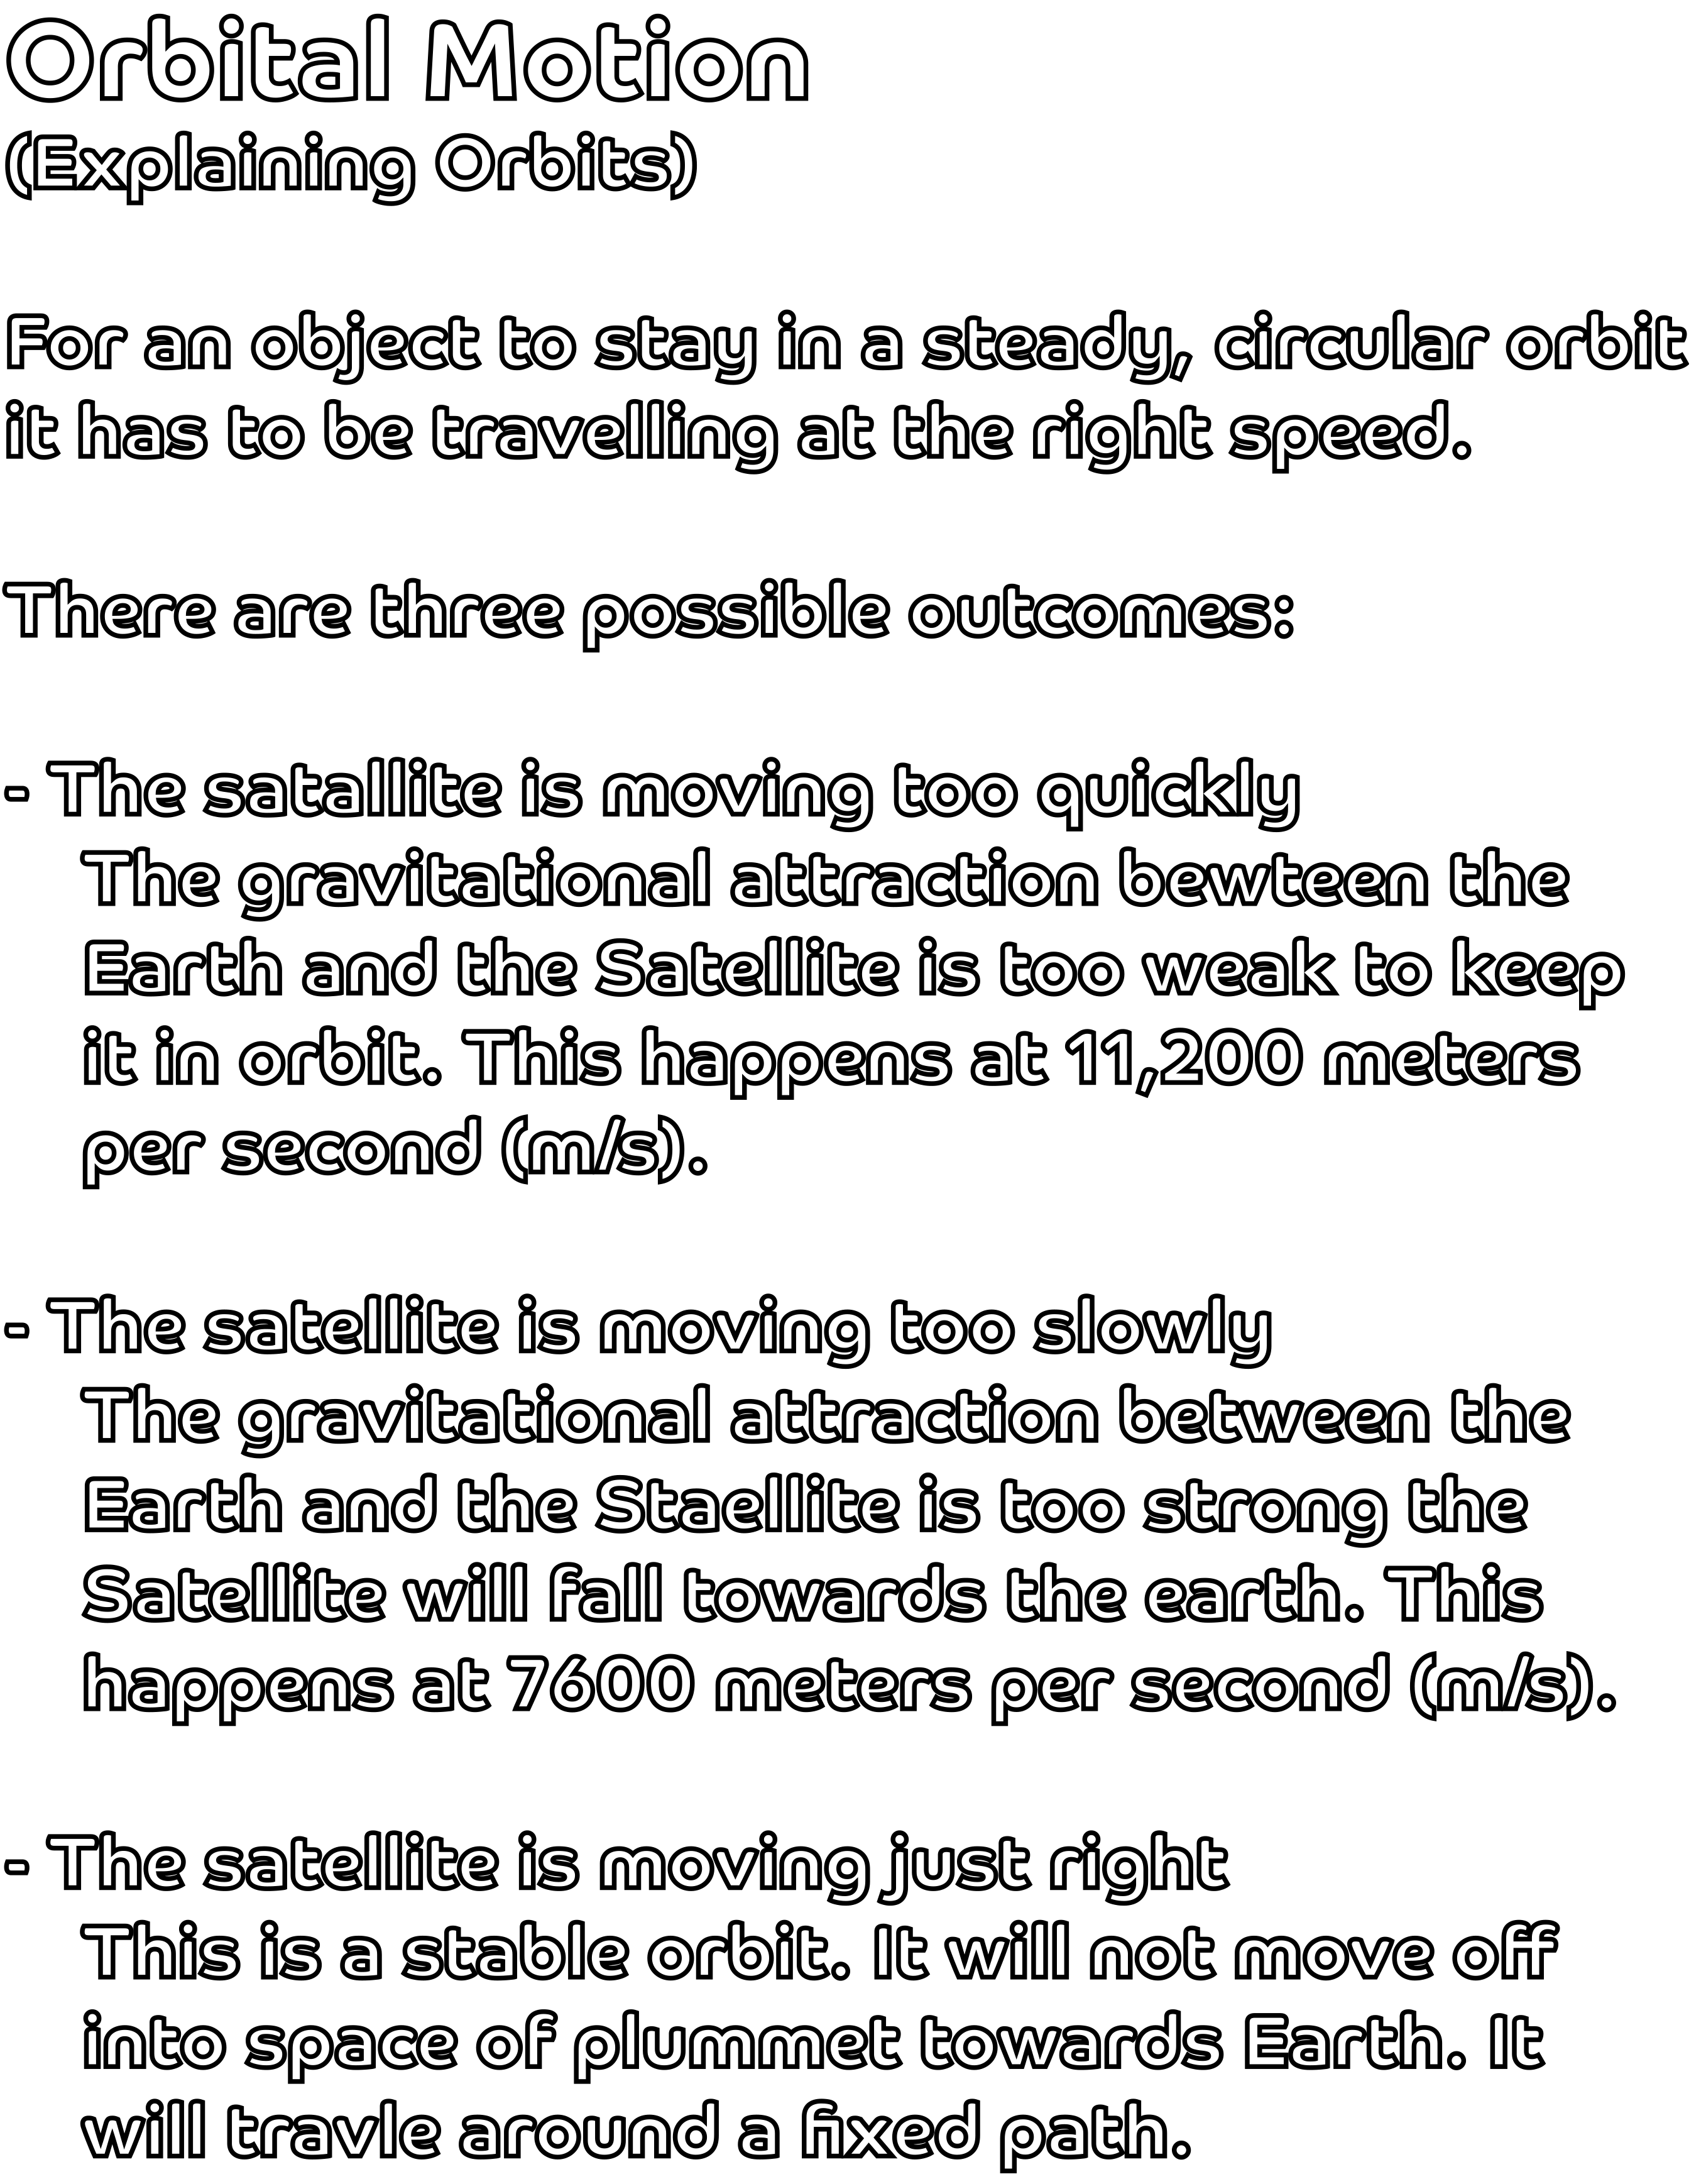 Orbital Motion
(Explaining Orbits)
For an object to stay in a steady, circular orbit
it has to be travelling at the right speed.
There are three possible outcomes:
- The satallite is moving too quickly
The gravitational attraction bewteen the
Earth and the Satellite is too weak to keep
it in orbit. This happens at 11,200 meters
per second (m/s).
- The satellite is moving too slowly
The gravitational attraction between the
Earth and the Staellite is too strong the
Satellite will fall towards the earth. This
happens at 7600 meters per second (m/s).
- The satellite is moving just right
This is a stable orbit. It will not move off
into space of plummet towards Earth. It
will travle around a fixed path.